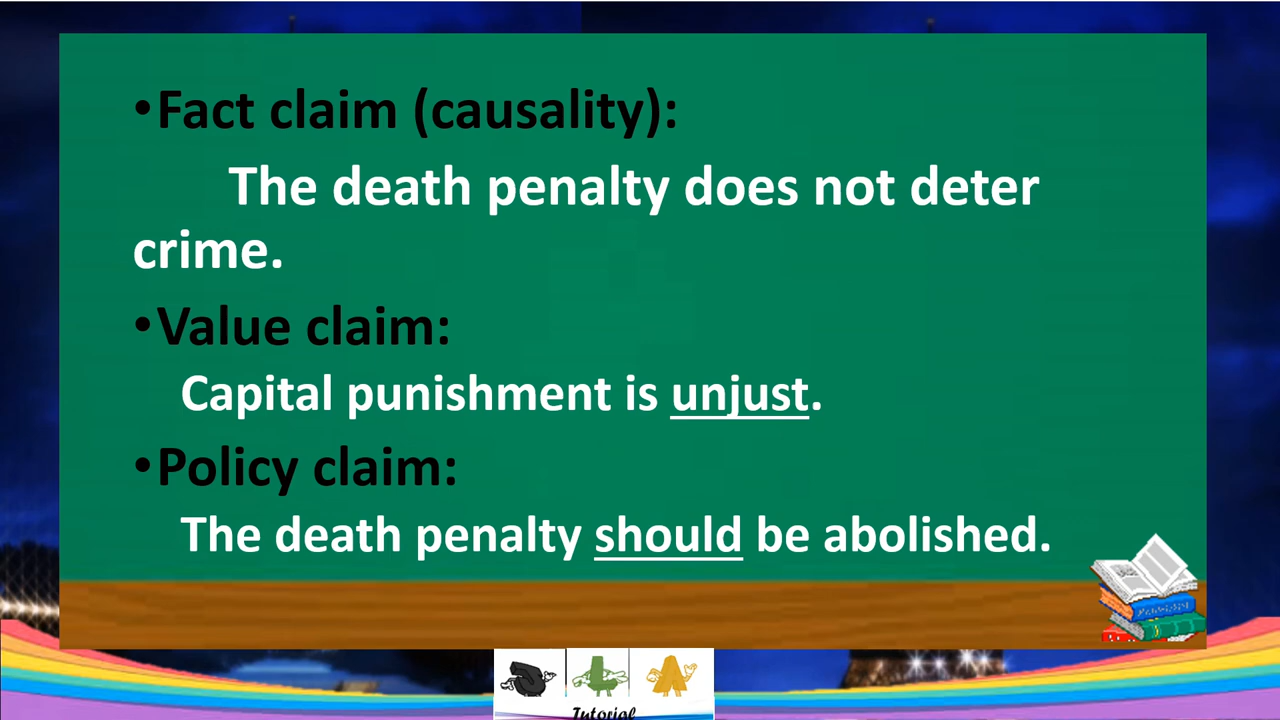 •Fact claim (causality):
The death penalty does not deter
crime.
•Value claim:
Capital punishment is unjust.
•Policy claim:
The death penalty should be abolished.
Tutorial